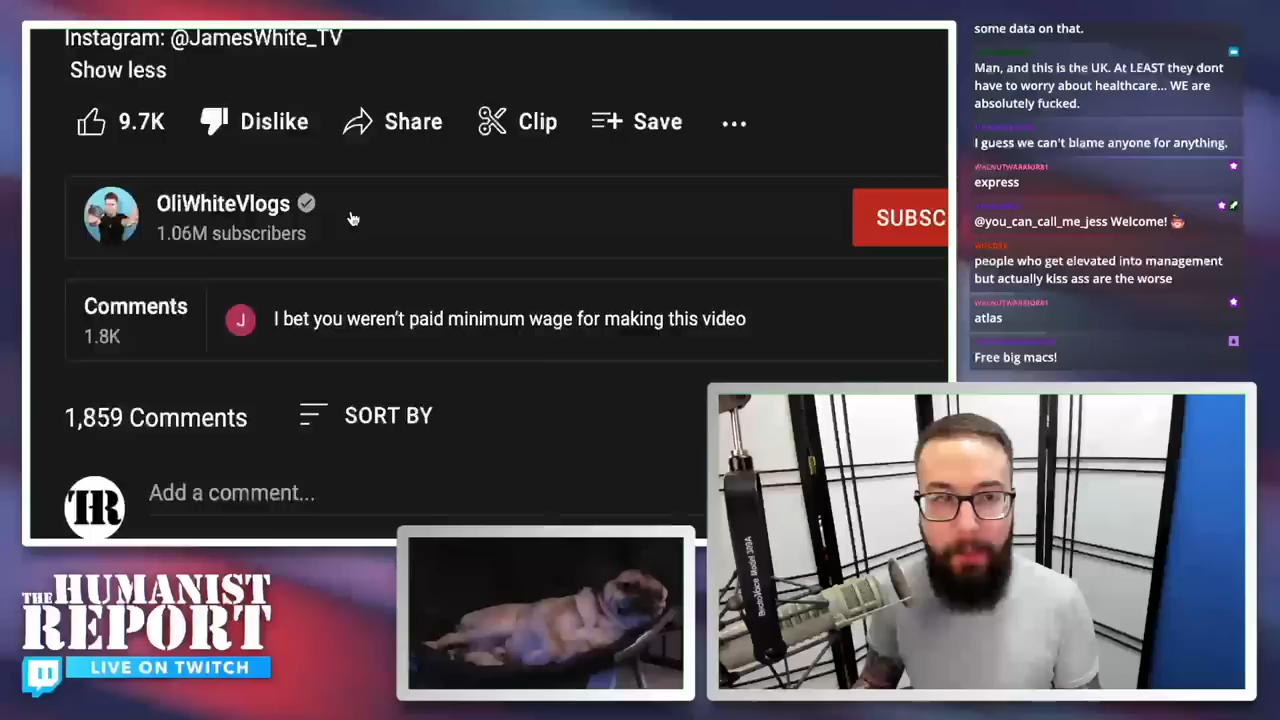 Instagram: @JamesWhite_TV
Show less
9.7K
Dislike
Share
Clip
Save
OliWhiteVlogs
1.06M subscribers
SUBSC
Comments
1.8K
J
I bet you weren't paid minimum wage for making this video
1,859 Comments
SORT BY
THR
Add a comment...
some data on that.
Man, and this is the UK. At LEAST they dont
have to worry about healthcare... WE are
absolutely fucked.
I guess we can't blame anyone for anything.
WALNUTWARRIOR81
express
@you_can_call_me_jess Welcome!
people who get elevated into management
but actually kiss ass are the worse
WALNUTWARRIOR81
atlas
Free big macs!
THE HUMANIST
REPORT
LIVE ON TWITCH